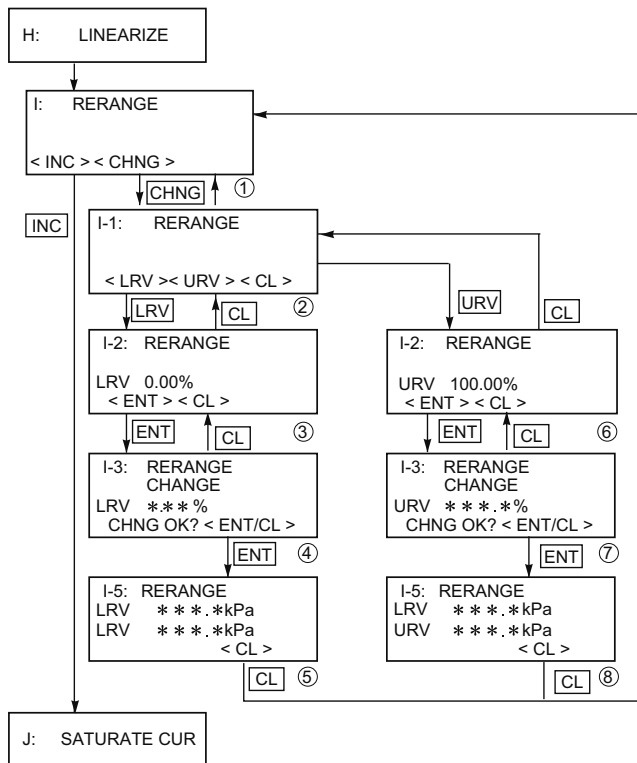 H: LINEARIZE
I: RERANGE
< INC >< CHNG >
CHNG
①
INC
I-1: RERANGE
< LRV >< URV > < CL >
②
LRV
CL
URV
CL
I-2: RERANGE
LRV 0.00%
< ENT > < CL >
③
I-2: RERANGE
URV 100.00%
< ENT > < CL >
⑥
ENT
CL
ENT
CL
I-3: RERANGE
CHANGE
LRV *.**%
CHNG OK? < ENT/CL >
④
I-3: RERANGE
CHANGE
URV ***.*%
CHNG OK? < ENT/CL >
⑦
ENT
ENT
I-5: RERANGE
LRV ***.*kPa
LRV ***.*kPa
< CL >
⑤
I-5: RERANGE
LRV ***.*kPa
URV ***.*kPa
< CL >
⑧
CL
CL
J: SATURATE CUR